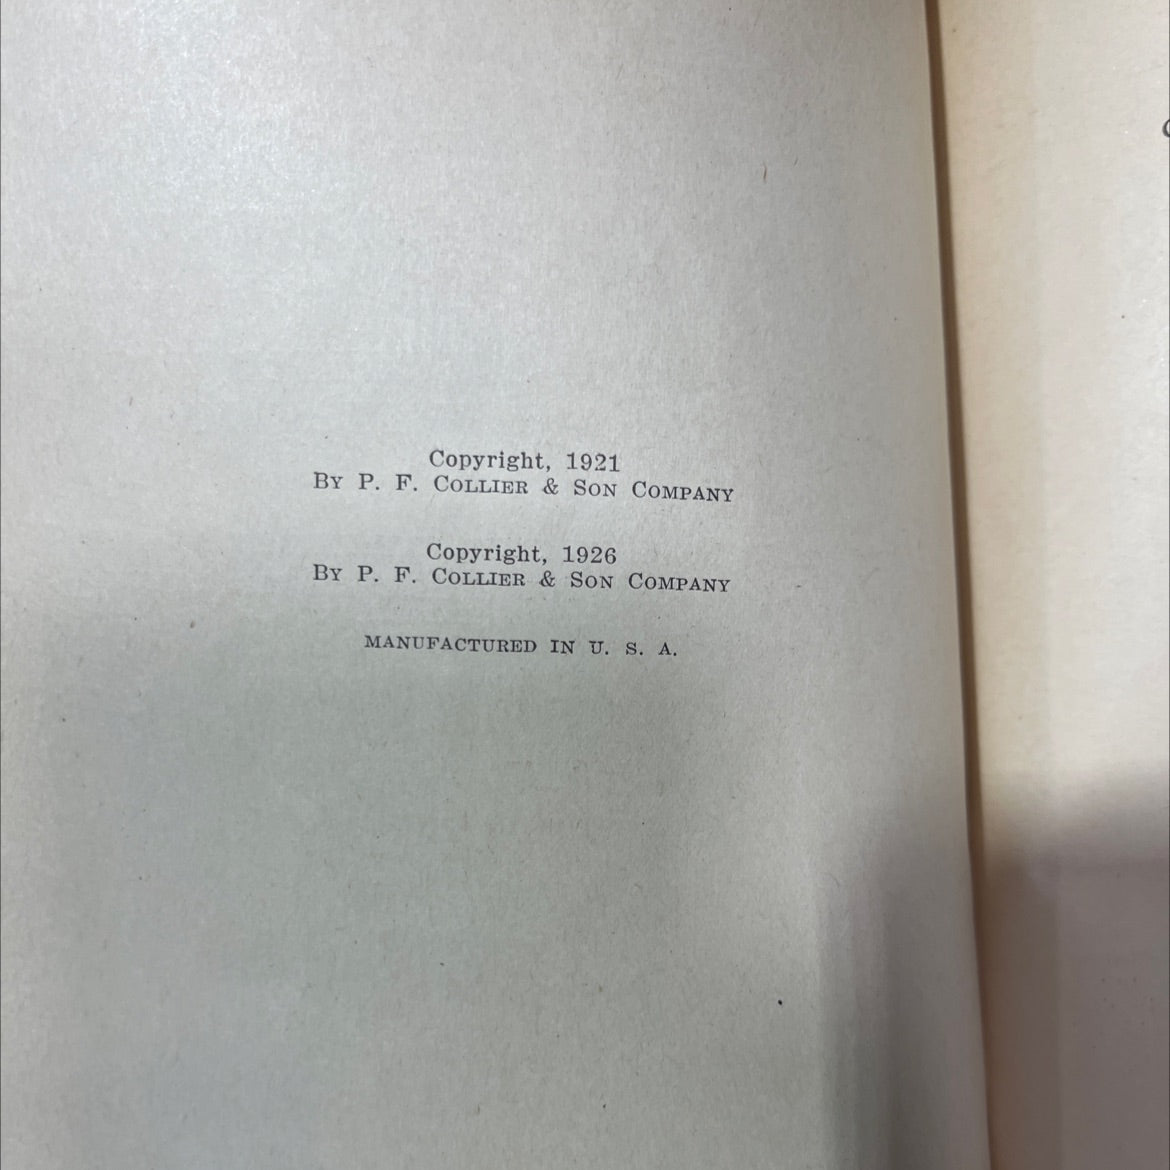 Copyright, 1921
By P. F. Collier & Son Company
Copyright, 1926
By P. F. Collier & Son Company
MANUFACTURED IN U. S. A.